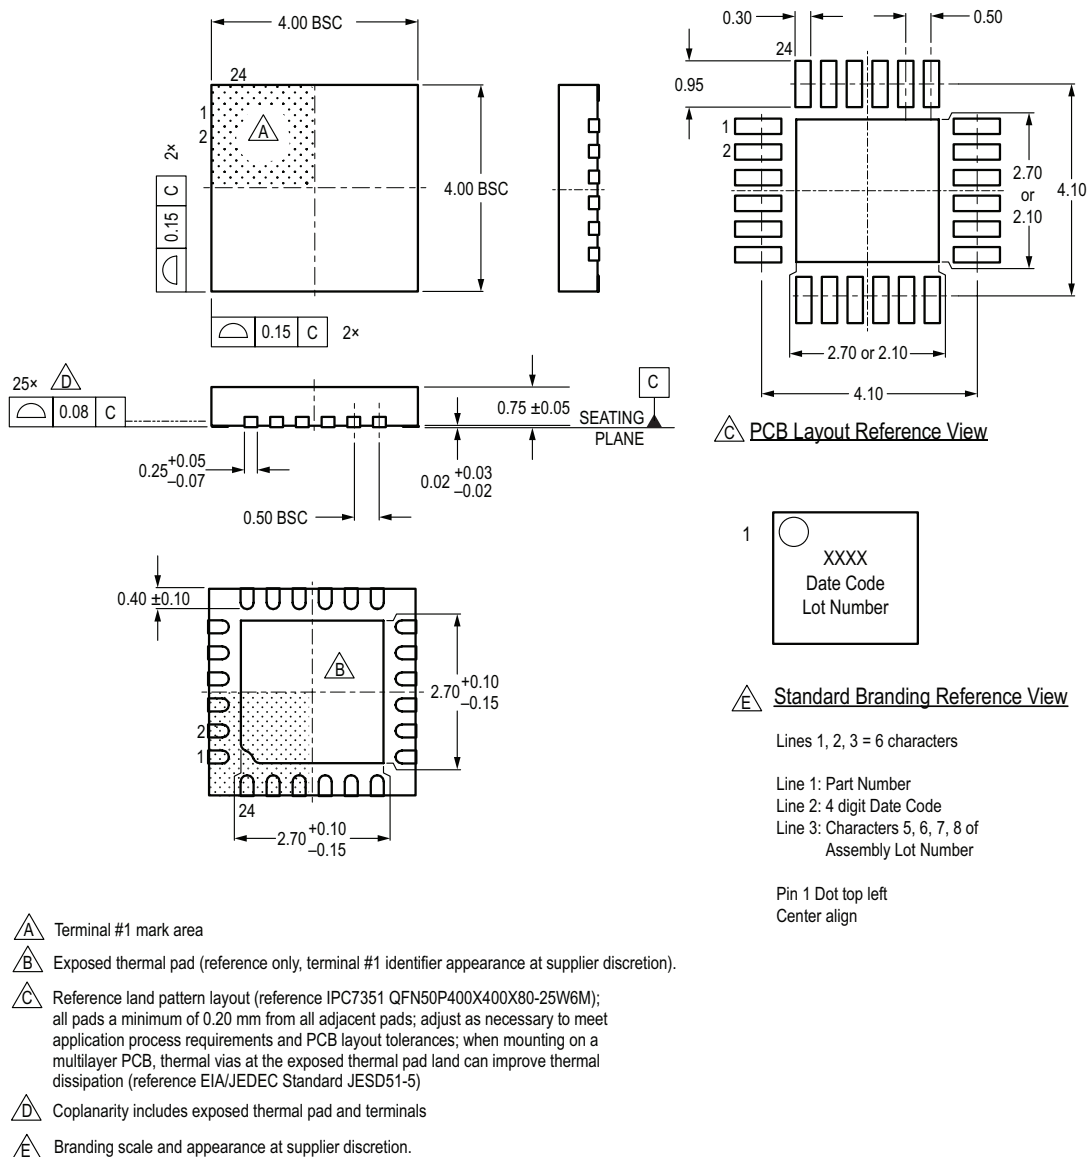 4.00 BSC
24
1
2
A
2×
0.15 C
4.00 BSC
0.15 C 2×
0.30
0.50
24
0.95
1
2
2.70
or
2.10
4.10
2.70 or 2.10
4.10
C PCB Layout Reference View
25× D
0.08 C
C
0.75 ±0.05
SEATING
PLANE
0.25 +0.05
–0.07
0.02 +0.03
–0.02
0.50 BSC
0.40 ±0.10
B
2.70 +0.10
–0.15
2
1
24
2.70 +0.10
–0.15
1
XXXX
Date Code
Lot Number
E Standard Branding Reference View
Lines 1, 2, 3 = 6 characters
Line 1: Part Number
Line 2: 4 digit Date Code
Line 3: Characters 5, 6, 7, 8 of
Assembly Lot Number
Pin 1 Dot top left
Center align
A Terminal #1 mark area
B Exposed thermal pad (reference only, terminal #1 identifier appearance at supplier discretion).
C Reference land pattern layout (reference IPC7351 QFN50P400X400X80-25W6M);
all pads a minimum of 0.20 mm from all adjacent pads; adjust as necessary to meet
application process requirements and PCB layout tolerances; when mounting on a
multilayer PCB, thermal vias at the exposed thermal pad land can improve thermal
dissipation (reference EIA/JEDEC Standard JESD51-5)
D Coplanarity includes exposed thermal pad and terminals
E Branding scale and appearance at supplier discretion.